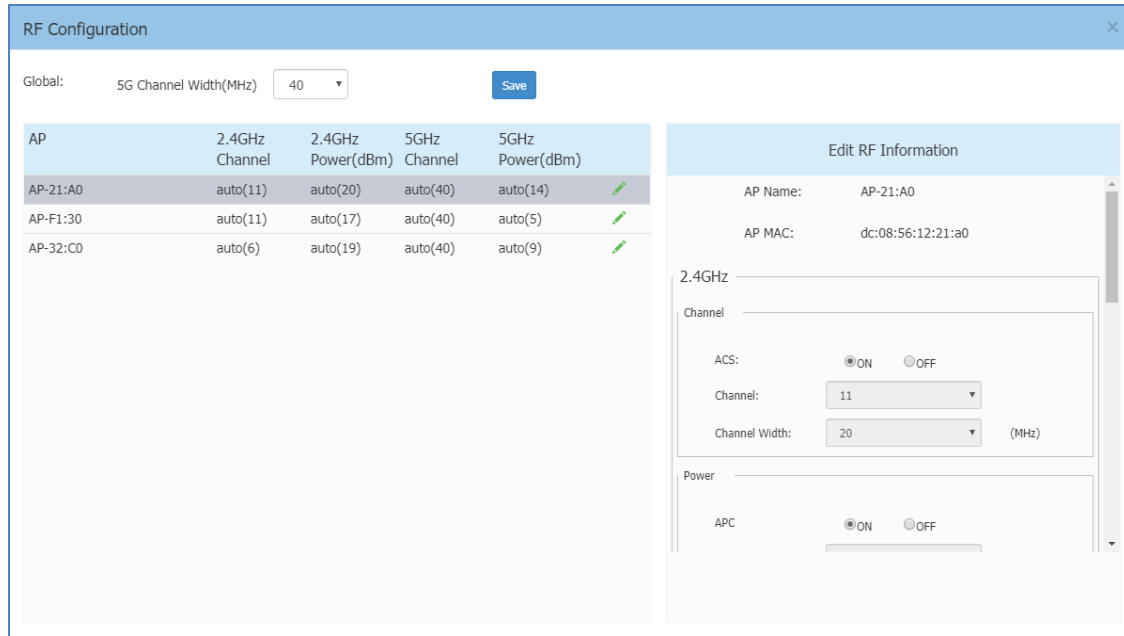 RF Configuration ×
Global: 5G Channel Width(MHz) 40 Save
AP 2.4GHz Channel 2.4GHz Power(dBm) 5GHz Channel 5GHz Power(dBm)
AP-21:A0 auto(11) auto(20) auto(40) auto(14)
AP-F1:30 auto(11) auto(17) auto(40) auto(5)
AP-32:C0 auto(6) auto(19) auto(40) auto(9)
Edit RF Information
AP Name: AP-21:A0
AP MAC: dc:08:56:12:21:a0
2.4GHz
Channel
ACS: ON OFF
Channel: 11
Channel Width: 20 (MHz)
Power
APC ON OFF